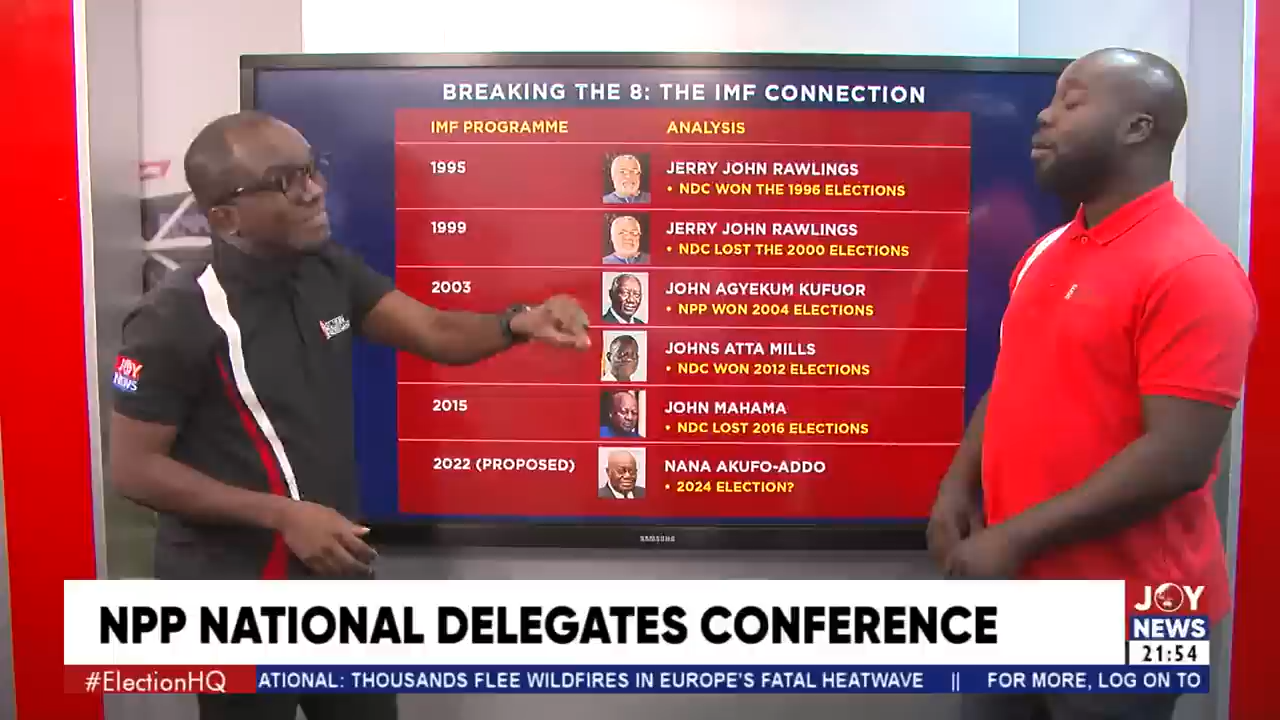 BREAKING THE 8: THE IMF CONNECTION
IMF PROGRAMME ANALYSIS
1995 JERRY JOHN RAWLINGS
• NDC WON THE 1996 ELECTIONS
1999 JERRY JOHN RAWLINGS
• NDC LOST THE 2000 ELECTIONS
2003 JOHN AGYEKUM KUFUOR
• NPP WON 2004 ELECTIONS
JOHNS ATTA MILLS
• NDC WON 2012 ELECTIONS
2015 JOHN MAHAMA
• NDC LOST 2016 ELECTIONS
2022 (PROPOSED) NANA AKUFO-ADDO
• 2024 ELECTION?
SAMSUNG
JOY
NEWS
NPP NATIONAL DELEGATES CONFERENCE
JOY
NEWS
21:54
#ElectionHQ ATIONAL: THOUSANDS FLEE WILDFIRES IN EUROPE'S FATAL HEATWAVE || FOR MORE, LOG ON TO